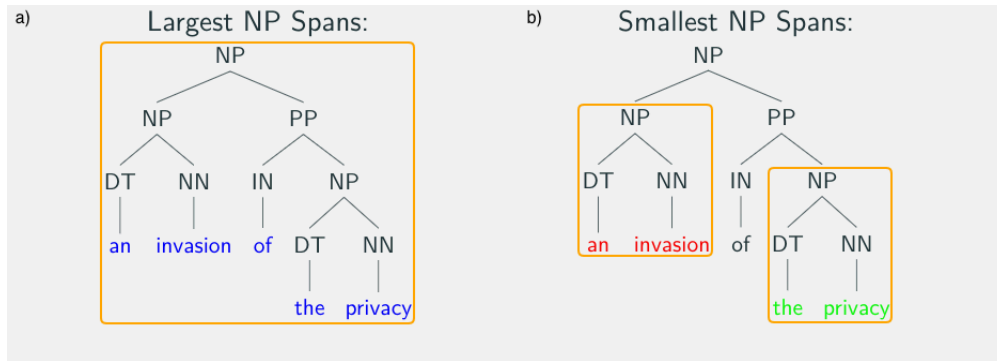 a) Largest NP Spans:
NP
NP PP
DT NN IN NP
an invasion of DT NN
the privacy
b) Smallest NP Spans:
NP
NP PP
DT NN IN NP
an invasion of DT NN
the privacy